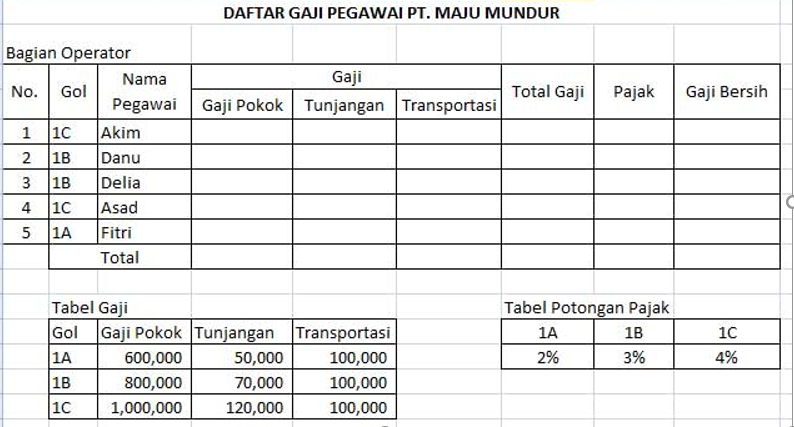 DAFTAR GAJI PEGAWAI PT. MAJU MUNDUR
Bagian Operator
No. Gol Nama Pegawai Gaji Total Gaji Pajak Gaji Bersih
Gaji Pokok Tunjangan Transportasi
1 1C Akim
2 1B Danu
3 1B Delia
4 1C Asad
5 1A Fitri
Total
Tabel Gaji Tabel Potongan Pajak
Gol Gaji Pokok Tunjangan Transportasi 1A 1B 1C
1A 600,000 50,000 100,000 2% 3% 4%
1B 800,000 70,000 100,000
1C 1,000,000 120,000 100,000